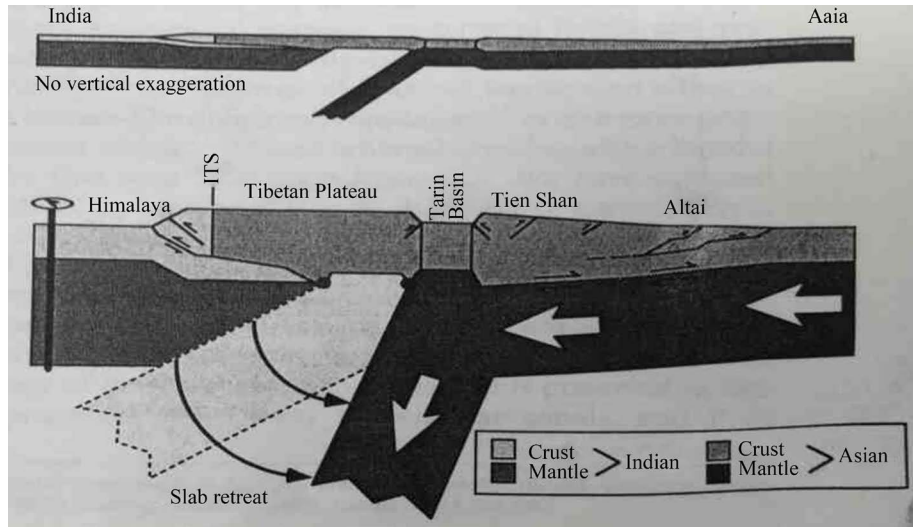 India
Aaia
No vertical exaggeration
ITS
Himalaya
Tibetan Plateau
Tarin
Basin
Tien Shan
Altai
Slab retreat
Crust
Mantle
Indian
Crust
Mantle
Asian